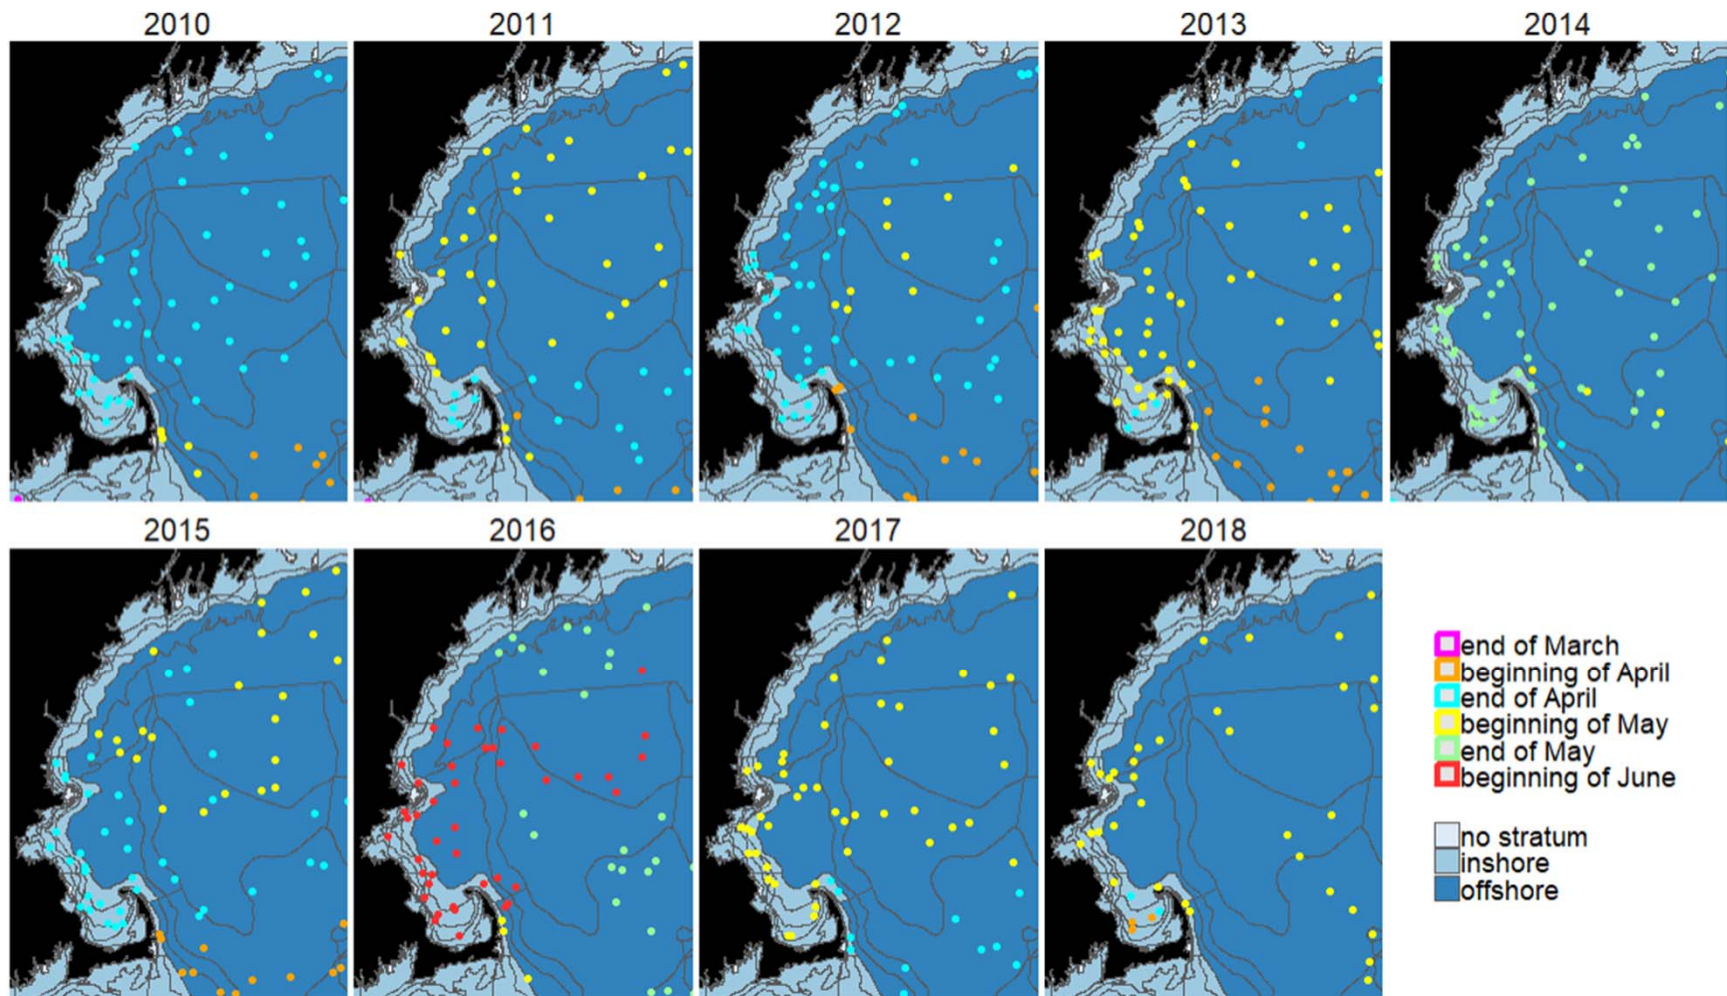 2010
2011
2012
2013
2014
2015
2016
2017
2018
end of March
beginning of April
end of April
beginning of May
end of May
beginning of June
no stratum
inshore
offshore